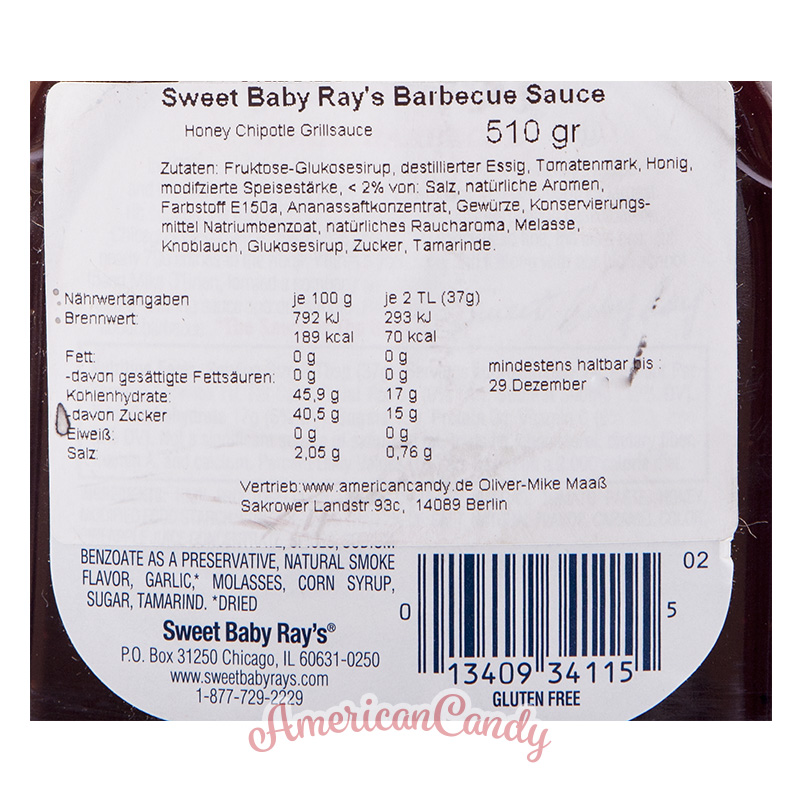 Sweet Baby Ray's Barbecue Sauce
Honey Chipotle Grillsauce 510 gr
Zutaten: Fruktose-Glukosesirup, destillierter Essig, Tomatenmark, Honig,
modifzierte Speisestärke, < 2% von: Salz, natürliche Aromen,
Farbstoff E150a, Ananassaftkonzentrat, Gewürze, Konservierungs-
mittel Natriumbenzoat, natürliches Raucharoma, Melasse,
Knoblauch, Glukosesirup, Zucker, Tamarinde.
Nährwertangaben je 100 g je 2 TL (37g)
Brennwert: 792 kJ 293 kJ
189 kcal 70 kcal
Fett: 0 g 0 g
-davon gesättigte Fettsäuren: 0 g 0 g
mindestens haltbar bis :
Kohlenhydrate: 45,9 g 17 g
29.Dezember
-davon Zucker 40,5 g 15 g
Eiweiß: 0 g 0 g
Salz: 2,05 g 0,76 g
Vertrieb:www.americancandy.de Oliver-Mike Maaß
Sakrower Landstr.93c, 14089 Berlin
BENZOATE AS A PRESERVATIVE, NATURAL SMOKE
FLAVOR, GARLIC,* MOLASSES, CORN SYRUP,
SUGAR, TAMARIND. *DRIED
Sweet Baby Ray's®
P.O. Box 31250 Chicago, IL 60631-0250
www.sweetbabyrays.com
1-877-729-2229
02
0 13409 34115 5
GLUTEN FREE
AmericanCandy